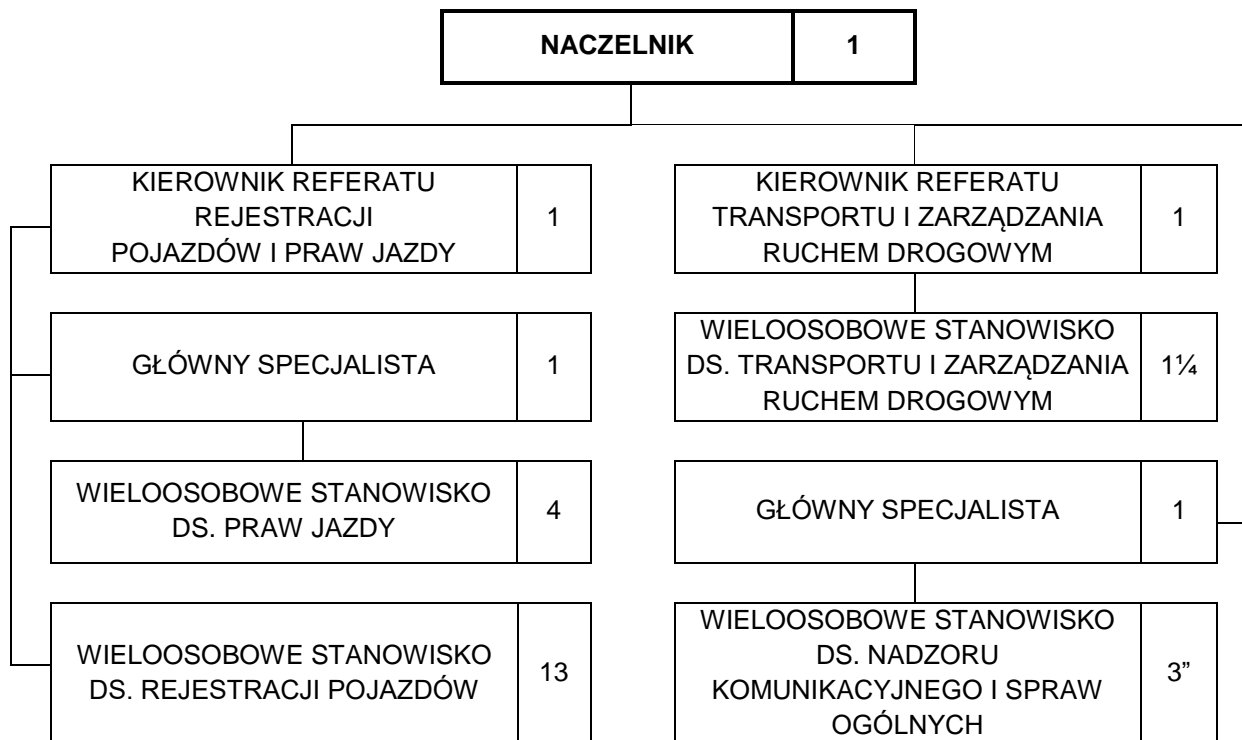 NACZELNIK 1
KIEROWNIK REFERATU
REJESTRACJI
POJAZDÓW I PRAW JAZDY
1
GŁÓWNY SPECJALISTA 1
WIELOOSOBOWE STANOWISKO
DS. PRAW JAZDY
4
WIELOOSOBOWE STANOWISKO
DS. REJESTRACJI POJAZDÓW
13
KIEROWNIK REFERATU
TRANSPORTU I ZARZĄDZANIA
RUCHEM DROGOWYM
1
WIELOOSOBOWE STANOWISKO
DS. TRANSPORTU I ZARZĄDZANIA
RUCHEM DROGOWYM
1¼
GŁÓWNY SPECJALISTA 1
WIELOOSOBOWE STANOWISKO
DS. NADZORU
KOMUNIKACYJNEGO I SPRAW
OGÓLNYCH
3”